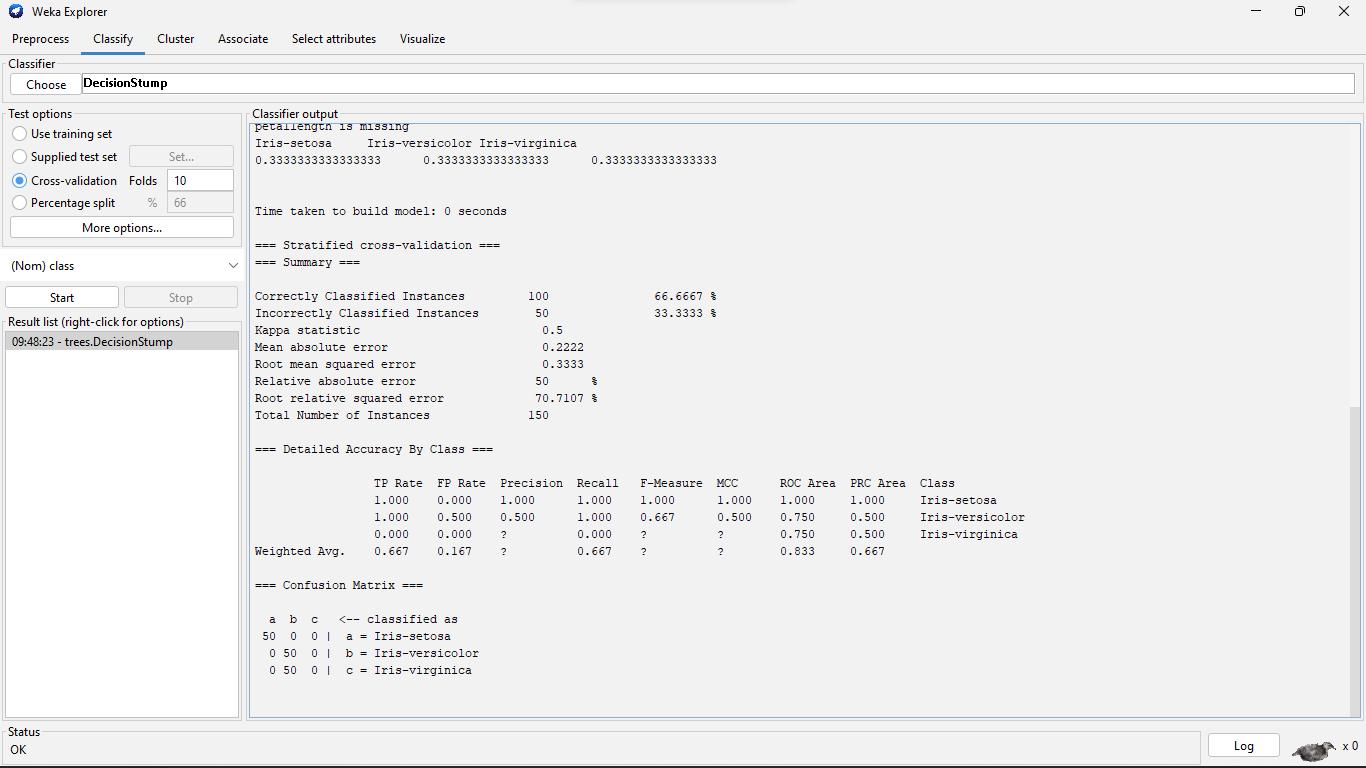 Weka Explorer
Preprocess Classify Cluster Associate Select attributes Visualize
Classifier
Choose DecisionStump
Test options
Use training set
Supplied test set Set...
Cross-validation Folds 10
Percentage split % 66
More options...
(Nom) class
Start Stop
Result list (right-click for options)
09:48:23 - trees.DecisionStump
Classifier output
petallength is missing
Iris-setosa Iris-versicolor Iris-virginica
0.3333333333333333 0.3333333333333333 0.3333333333333333
Time taken to build model: 0 seconds
=== Stratified cross-validation ===
=== Summary ===
Correctly Classified Instances 100 66.6667 %
Incorrectly Classified Instances 50 33.3333 %
Kappa statistic 0.5
Mean absolute error 0.2222
Root mean squared error 0.3333
Relative absolute error 50 %
Root relative squared error 70.7107 %
Total Number of Instances 150
=== Detailed Accuracy By Class ===
TP Rate FP Rate Precision Recall F-Measure MCC ROC Area PRC Area Class
1.000 0.000 1.000 1.000 1.000 1.000 1.000 1.000 Iris-setosa
1.000 0.500 0.500 1.000 0.667 0.500 0.750 0.500 Iris-versicolor
0.000 0.000 ? 0.000 ? ? 0.750 0.500 Iris-virginica
Weighted Avg. 0.667 0.167 ? 0.667 ? ? 0.833 0.667
=== Confusion Matrix ===
a b c <-- classified as
50 0 0 | a = Iris-setosa
0 50 0 | b = Iris-versicolor
0 50 0 | c = Iris-virginica
Status
OK
Log x 0